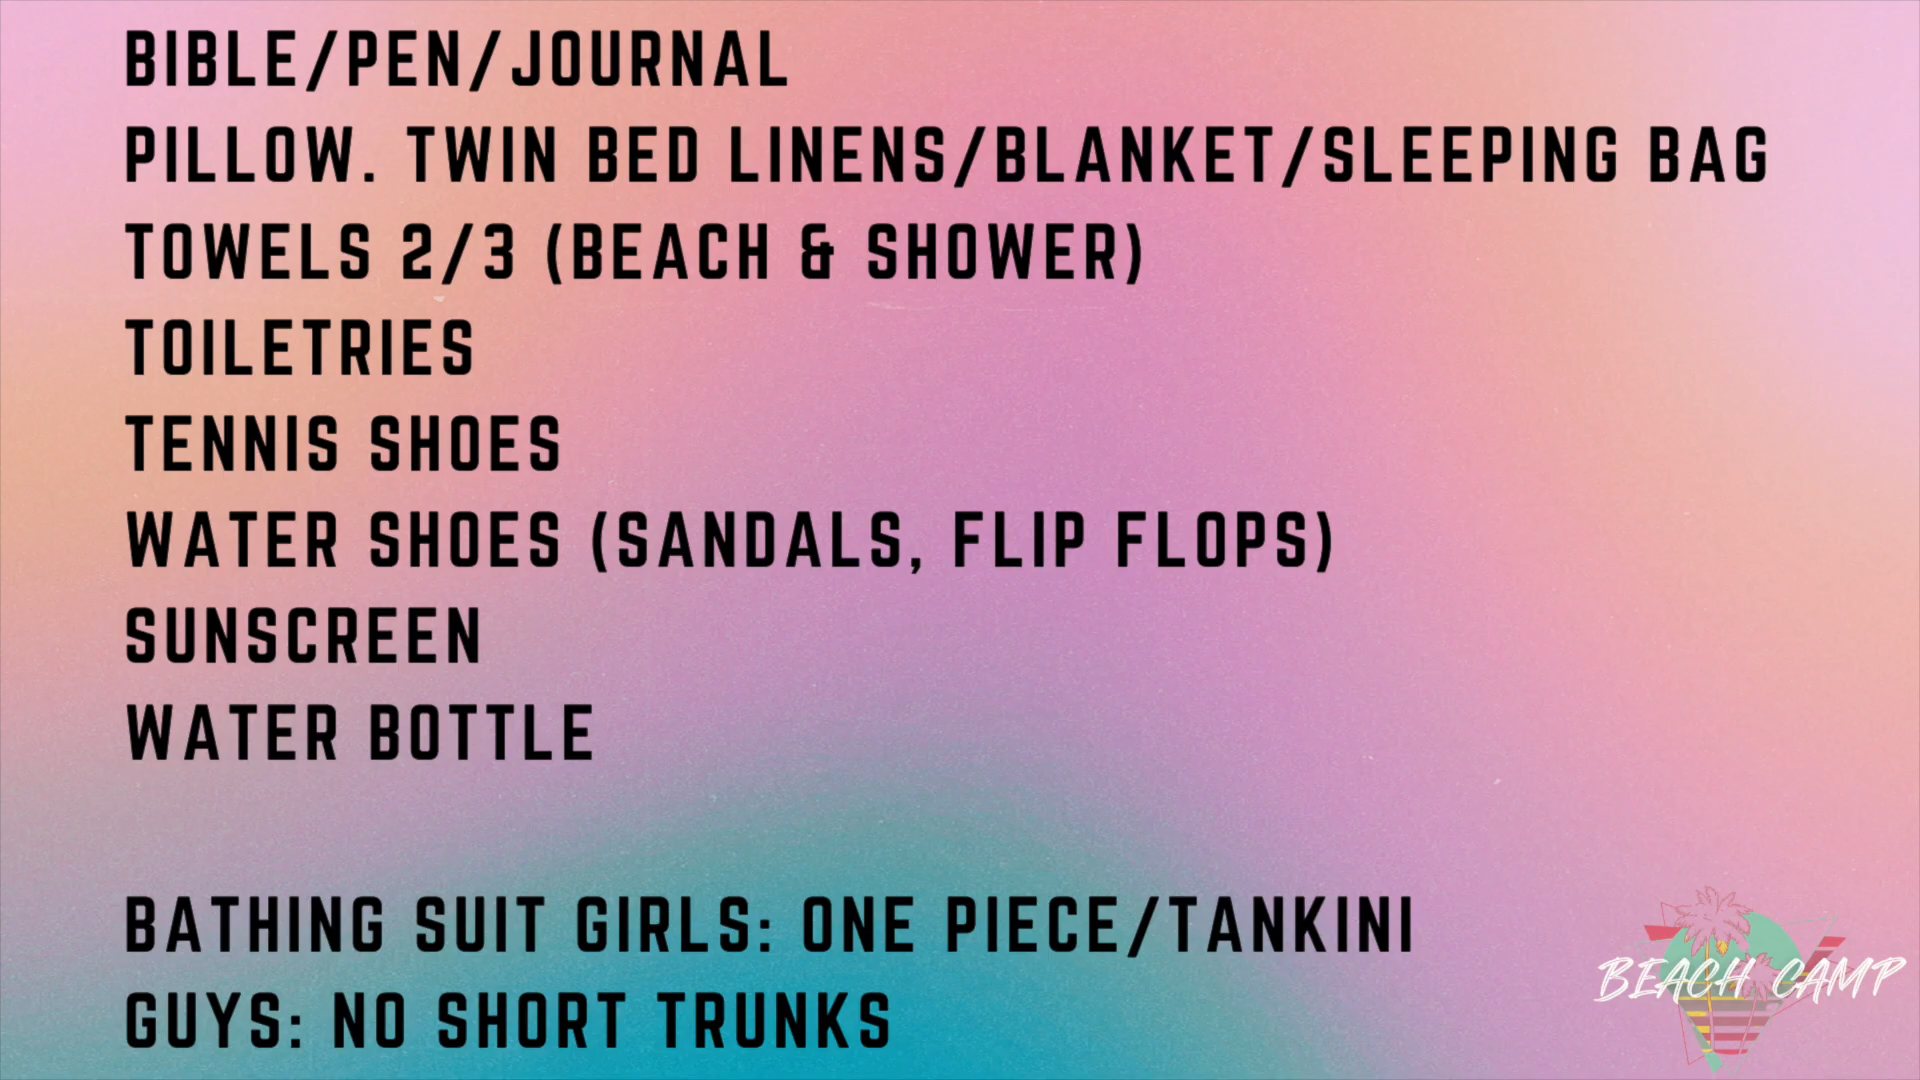 BIBLE/PEN/JOURNAL
PILLOW. TWIN BED LINENS/BLANKET/SLEEPING BAG
TOWELS 2/3 (BEACH & SHOWER)
TOILETRIES
TENNIS SHOES
WATER SHOES (SANDALS, FLIP FLOPS)
SUNSCREEN
WATER BOTTLE
BATHING SUIT GIRLS: ONE PIECE/TANKINI
GUYS: NO SHORT TRUNKS
BEACH CAMP